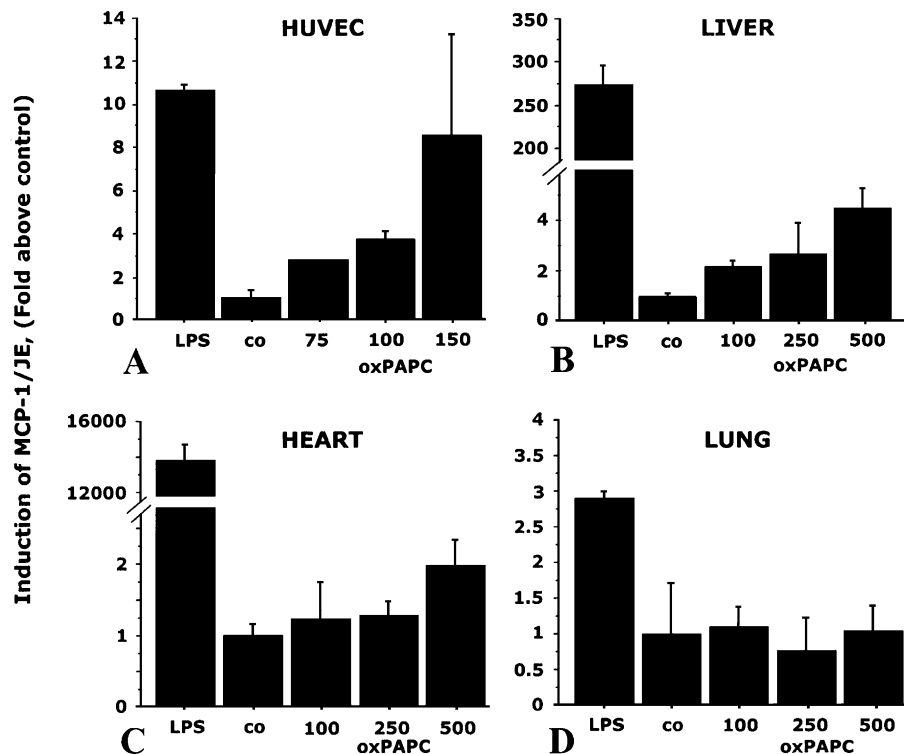 Induction of MCP-1/JE, (Fold above control)
HUVEC
14
12
10
8
6
4
2
0
LPS co 75 100 150
oxPAPC
A
LIVER
350
300
250
200
4
2
0
LPS co 100 250 500
oxPAPC
B
HEART
16000
12000
2
1
0
LPS co 100 250 500
oxPAPC
C
LUNG
4
3.5
3
2.5
2
1.5
1
0.5
0
LPS co 100 250 500
oxPAPC
D